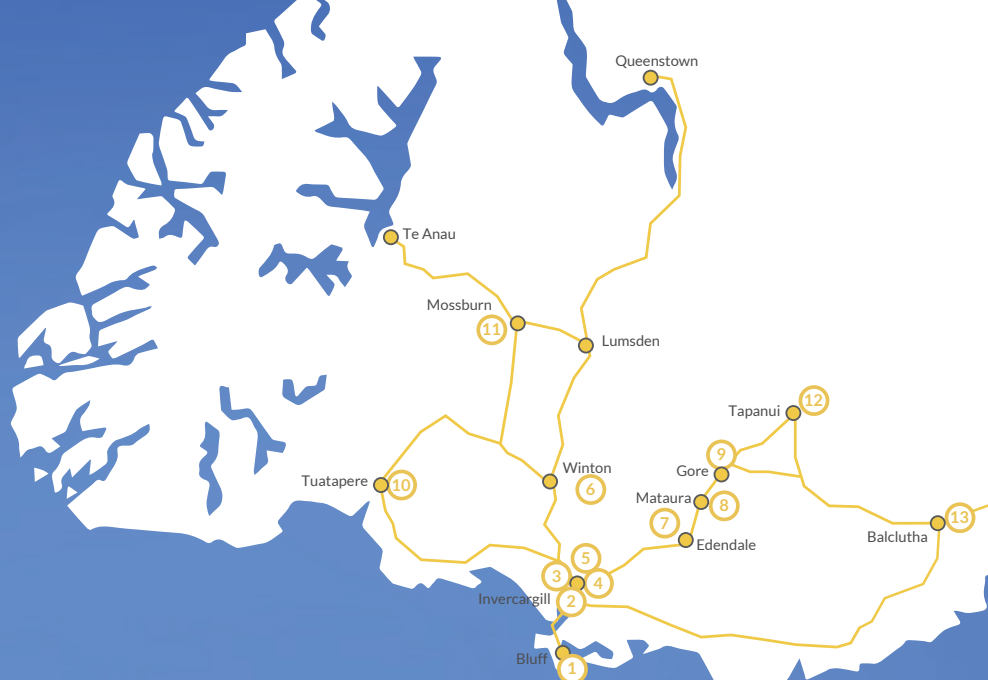 Queenstown
Te Anau
Mossburn
11
Lumsden
12
Tapanui
9
Gore
Winton
Tuatapere
10
6
Mataura
8
7
13
Balclutha
Edendale
5
3
4
Invercargill
2
Bluff
1